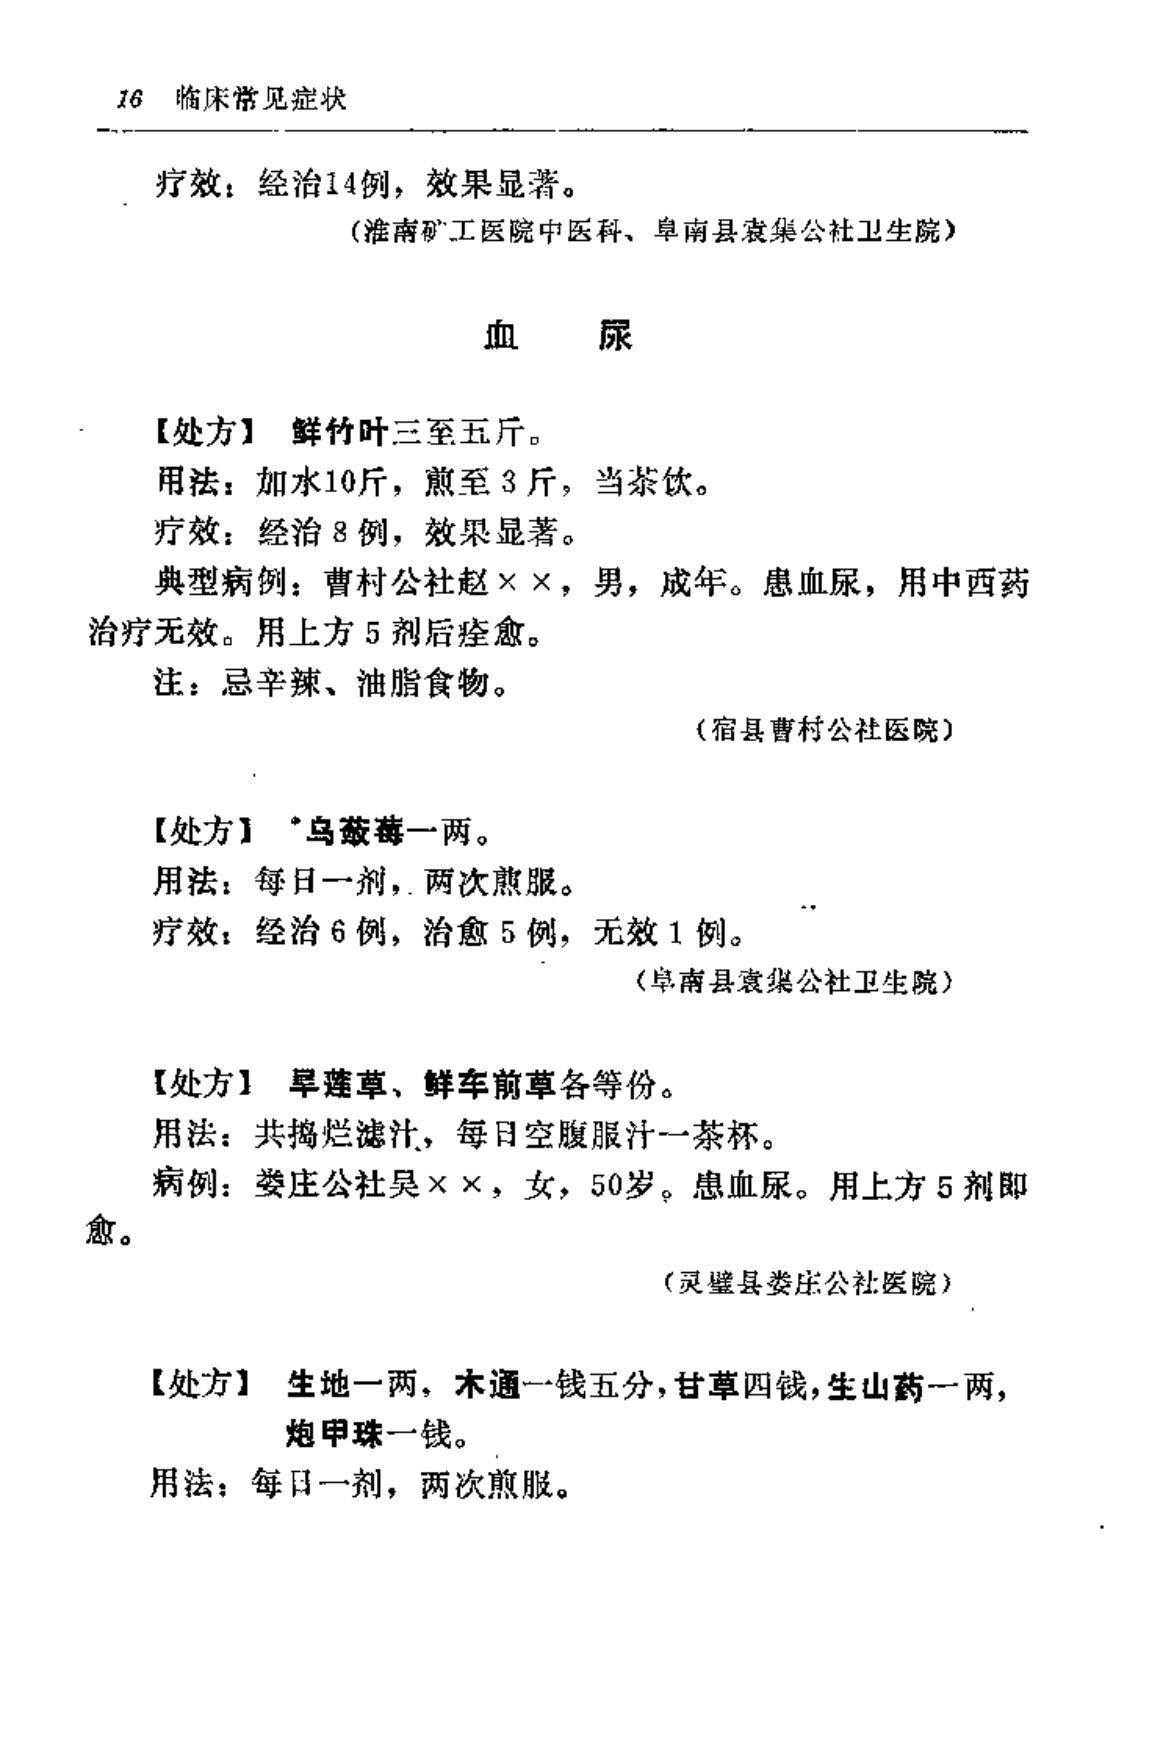 16 临床常见症状
疗效：经治14例，效果显著。
（淮南矿工医院中医科、阜南县袁集公社卫生院）
血 尿
【处方】 鲜竹叶三至五斤。
用法：加水10斤，煎至3斤，当茶饮。
疗效：经治8例，效果显著。
典型病例：曹村公社赵××，男，成年。患血尿，用中西药
治疗无效。用上方5剂后痊愈。
注：忌辛辣、油脂食物。
（宿县曹村公社医院）
【处方】 *乌蔹莓一两。
用法：每日一剂，两次煎服。
疗效：经治6例，治愈5例，无效1例。
（阜南县袁集公社卫生院）
【处方】 旱莲草、鲜车前草各等份。
用法：共捣烂滤汁，每日空腹服汁一茶杯。
病例：娄庄公社吴××，女，50岁。患血尿。用上方5剂即
愈。
（灵璧县娄庄公社医院）
【处方】 生地一两，木通一钱五分，甘草四钱，生山药一两，
炮甲珠一钱。
用法：每日一剂，两次煎服。